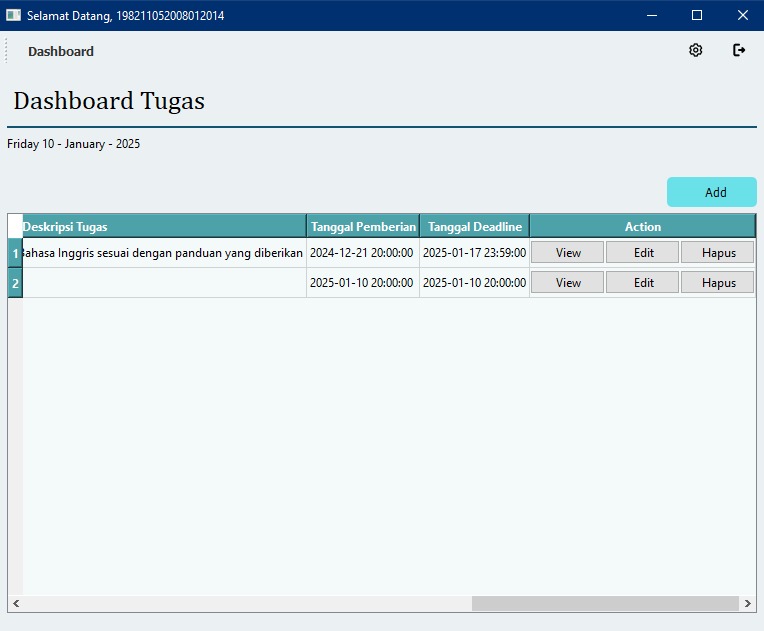 Selamat Datang, 198211052008012014
Dashboard
Dashboard Tugas
Friday 10 - January - 2025
Add
Deskripsi Tugas Tanggal Pemberian Tanggal Deadline Action
1 Bahasa Inggris sesuai dengan panduan yang diberikan 2024-12-21 20:00:00 2025-01-17 23:59:00 View Edit Hapus
2 2025-01-10 20:00:00 2025-01-10 20:00:00 View Edit Hapus